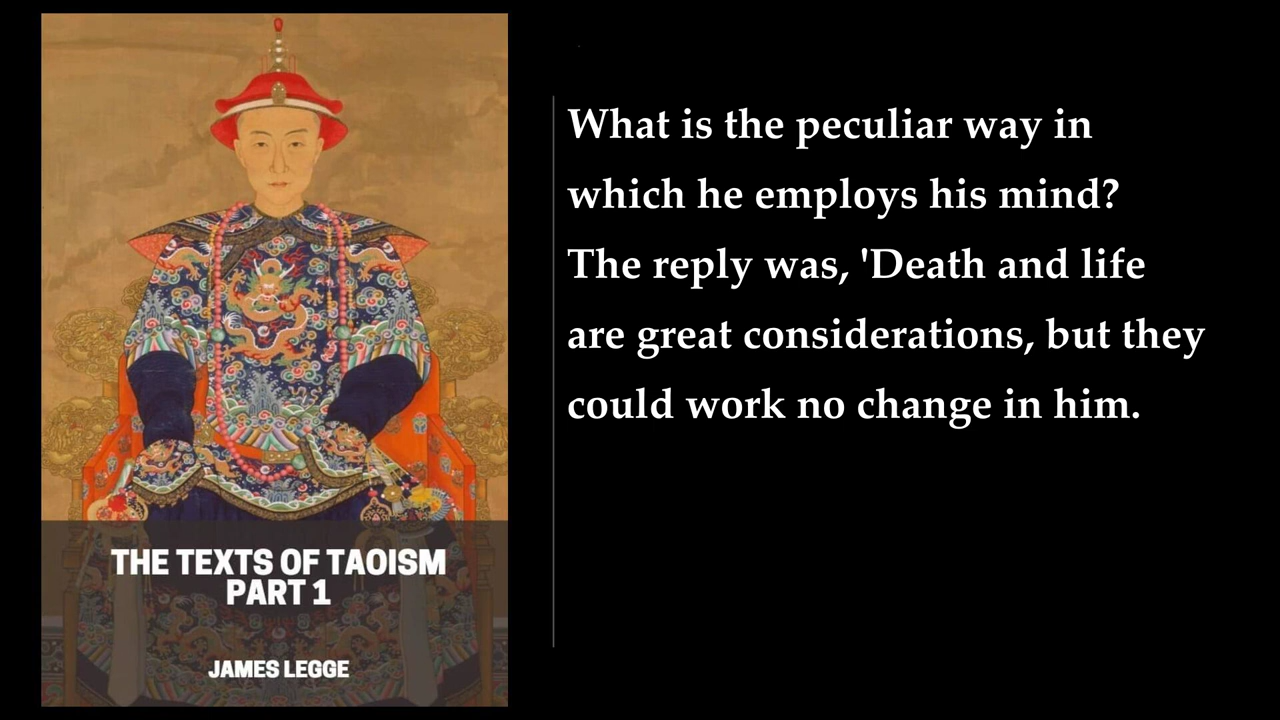 What is the peculiar way in
which he employs his mind?
The reply was, 'Death and life
are great considerations, but they
could work no change in him.
THE TEXTS OF TAOISM
PART 1
JAMES LEGGE